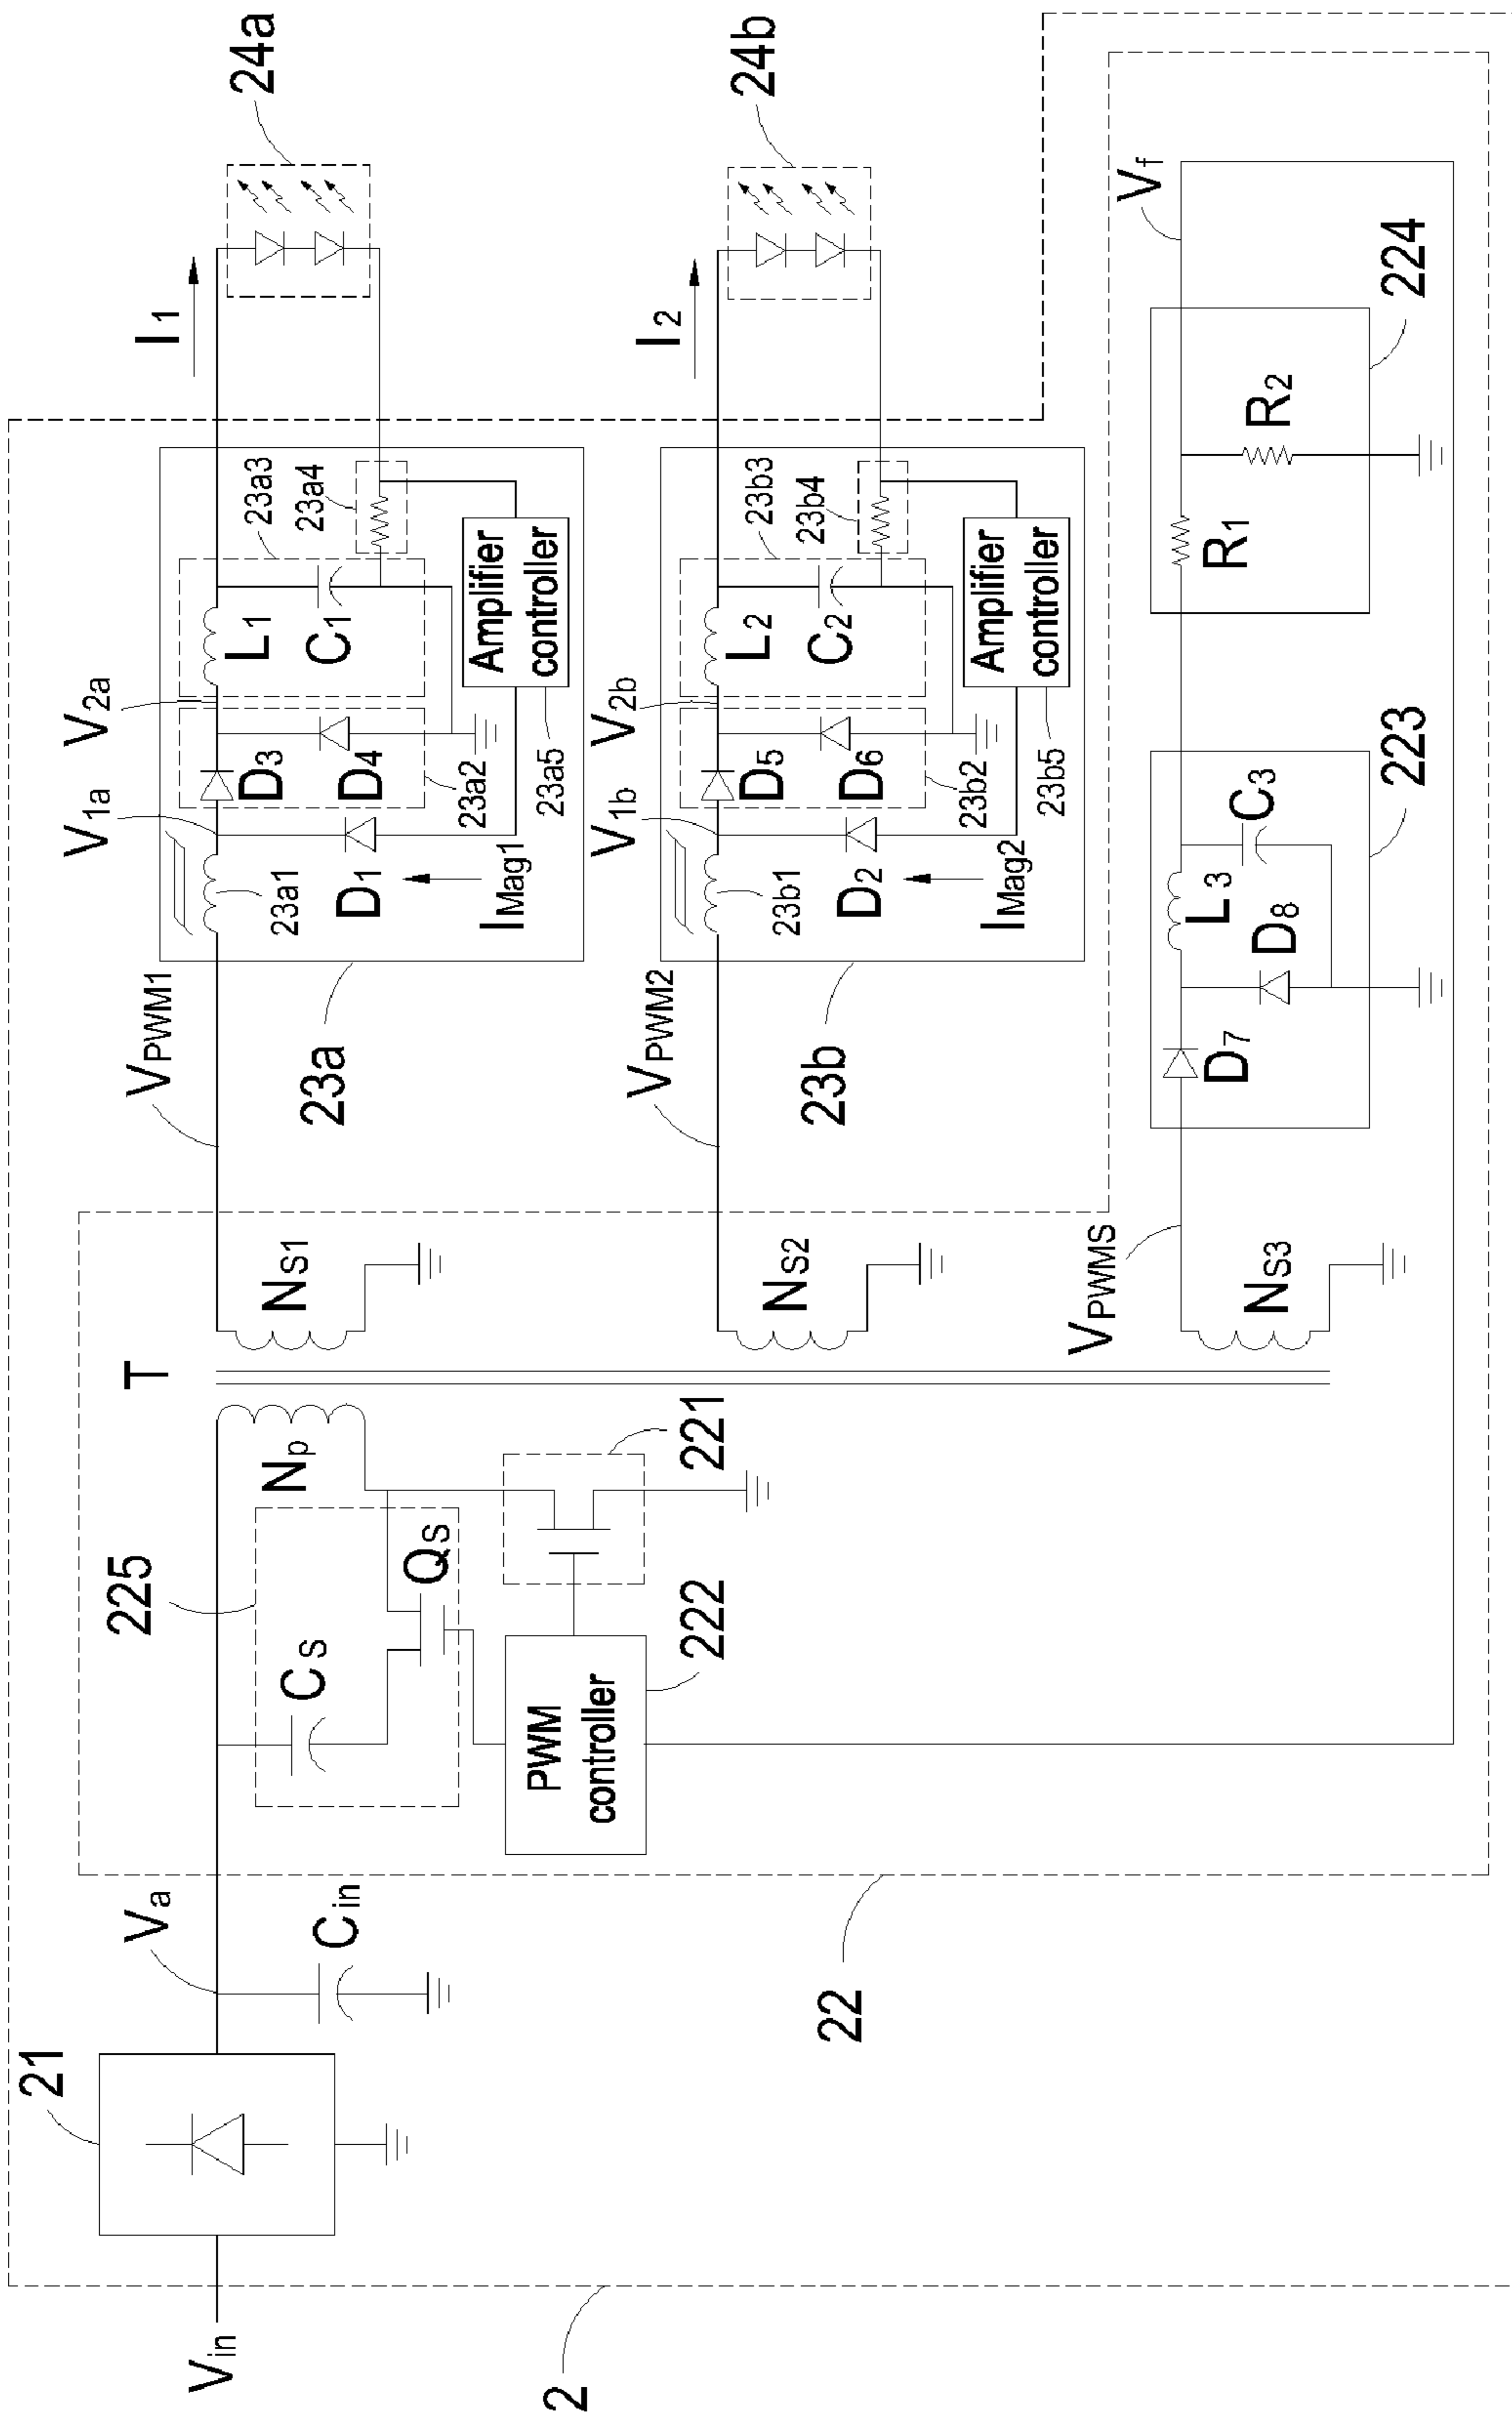 2
Vin
21
Va
Cin
22
225
CS
QS
PWM
controller
222
221
T
Np
NS1
NS2
NS3
VPWM1
VPWM2
VPWMS
23a
V1a
V2a
23a1
D1
IMag1
D3
D4
23a2
L1
C1
23a3
23a4
Amplifier
controller
23a5
I1
24a
23b
V1b
V2b
23b1
D2
IMag2
D5
D6
23b2
L2
C2
23b3
23b4
Amplifier
controller
23b5
I2
24b
D7
D8
L3
C3
223
R1
R2
224
Vf